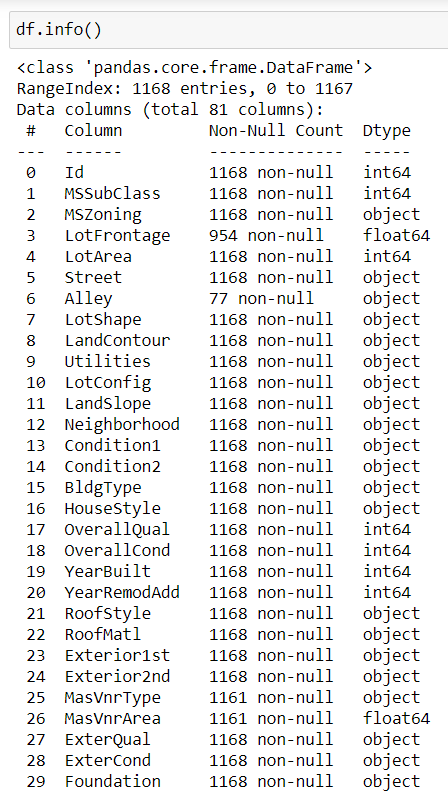 df.info()
<class 'pandas.core.frame.DataFrame'>
RangeIndex: 1168 entries, 0 to 1167
Data columns (total 81 columns):
 #   Column        Non-Null Count  Dtype
---  ------        --------------  -----
 0   Id            1168 non-null   int64
 1   MSSubClass    1168 non-null   int64
 2   MSZoning      1168 non-null   object
 3   LotFrontage   954 non-null    float64
 4   LotArea       1168 non-null   int64
 5   Street        1168 non-null   object
 6   Alley         77 non-null     object
 7   LotShape      1168 non-null   object
 8   LandContour   1168 non-null   object
 9   Utilities     1168 non-null   object
 10  LotConfig     1168 non-null   object
 11  LandSlope     1168 non-null   object
 12  Neighborhood  1168 non-null   object
 13  Condition1    1168 non-null   object
 14  Condition2    1168 non-null   object
 15  BldgType      1168 non-null   object
 16  HouseStyle    1168 non-null   object
 17  OverallQual   1168 non-null   int64
 18  OverallCond   1168 non-null   int64
 19  YearBuilt     1168 non-null   int64
 20  YearRemodAdd  1168 non-null   int64
 21  RoofStyle     1168 non-null   object
 22  RoofMatl      1168 non-null   object
 23  Exterior1st   1168 non-null   object
 24  Exterior2nd   1168 non-null   object
 25  MasVnrType    1161 non-null   object
 26  MasVnrArea    1161 non-null   float64
 27  ExterQual     1168 non-null   object
 28  ExterCond     1168 non-null   object
 29  Foundation    1168 non-null   object